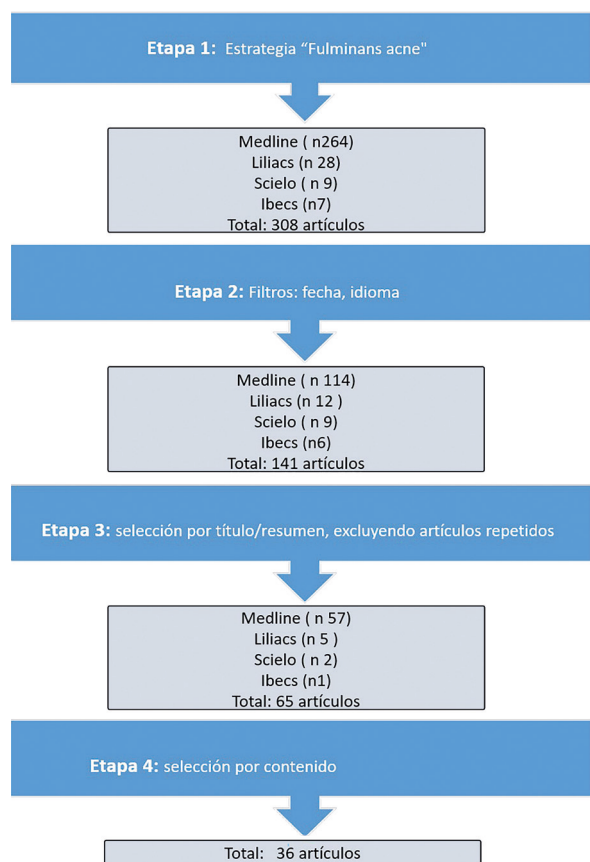 Etapa 1: Estrategia “Fulminans acne"
Medline ( n264)
Liliacs (n 28)
Scielo ( n 9)
Ibecs (n7)
Total: 308 artículos
Etapa 2: Filtros: fecha, idioma
Medline ( n 114)
Liliacs (n 12 )
Scielo ( n 9)
Ibecs (n6)
Total: 141 artículos
Etapa 3: selección por título/resumen, excluyendo artículos repetidos
Medline ( n 57)
Liliacs (n 5 )
Scielo ( n 2)
Ibecs (n1)
Total: 65 artículos
Etapa 4: selección por contenido
Total: 36 artículos